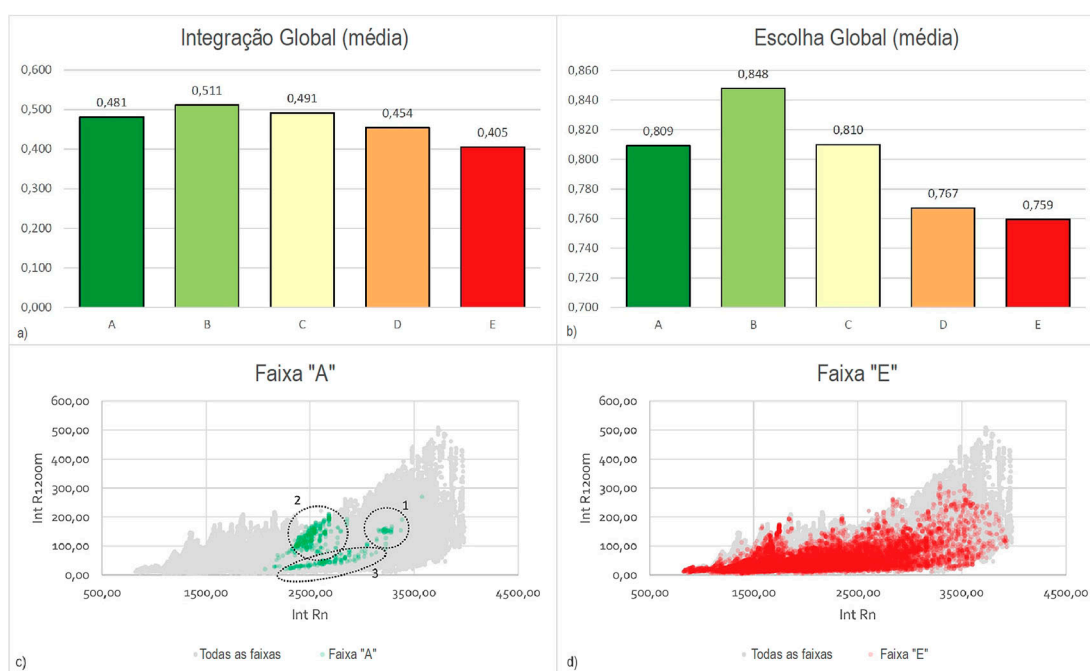 Integração Global (média)
0,600
0,500
0,400
0,300
0,200
0,100
0,000
0,481
0,511
0,491
0,454
0,405
A B C D E
a)
Escolha Global (média)
0,860
0,840
0,820
0,800
0,780
0,760
0,740
0,720
0,700
0,809
0,848
0,810
0,767
0,759
A B C D E
b)
Faixa "A"
600,00
500,00
400,00
300,00
200,00
100,00
0,00
Int R1200m
2
1
3
500,00 1500,00 2500,00 3500,00 4500,00
Int Rn
Todas as faixas Faixa "A"
c)
Faixa "E"
600,00
500,00
400,00
300,00
200,00
100,00
0,00
Int R1200m
500,00 1500,00 2500,00 3500,00 4500,00
Int Rn
Todas as faixas Faixa "E"
d)